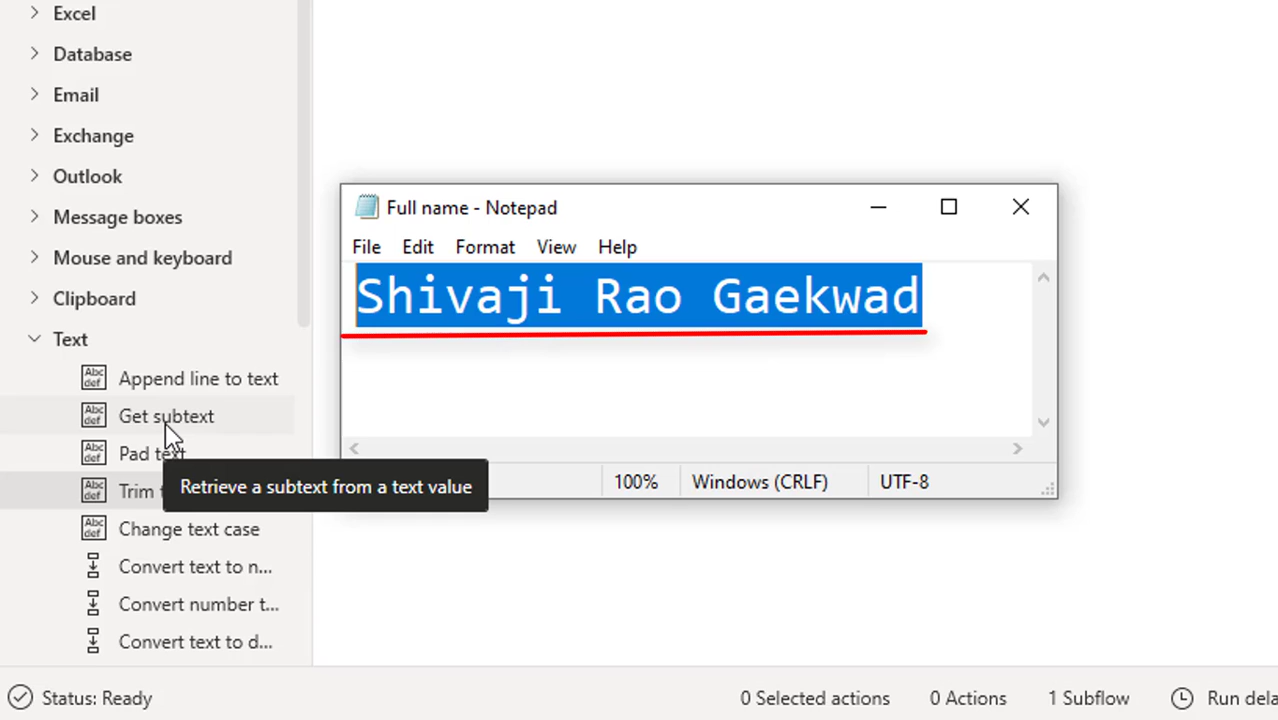 Excel
Database
Email
Exchange
Outlook
Message boxes
Mouse and keyboard
Clipboard
Text
Append line to text
Get subtext
Pad text
Trim t
Retrieve a subtext from a text value
Change text case
Convert text to n...
Convert number t...
Convert text to d...
Full name - Notepad
File Edit Format View Help
Shivaji Rao Gaekwad
100% Windows (CRLF) UTF-8
Status: Ready 0 Selected actions 0 Actions 1 Subflow Run dela